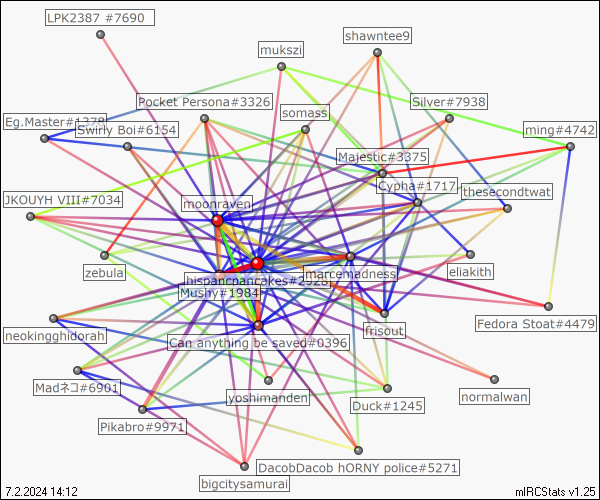 LPK2387 #7690
shawntee9
mukszi
Pocket Persona#3326
Silver#7938
somass
Eg.Master#1378
Swirly Boi#6154
ming#4742
Majestic#3375
Cypha#1717
thesecondtwat
JKOUYH VIII#7034
moonraven
zebula
marcemadness
eliakith
Mushy#1984
Fedora Stoat#4479
neokingghidorah
frisout
Can anything be saved#0396
Madネコ#6901
yoshimanden
normalwan
Duck#1245
Pikabro#9971
DacobDacob hORNY police#5271
bigcitysamurai
7.2.2024 14:12
mIRCStats v1.25